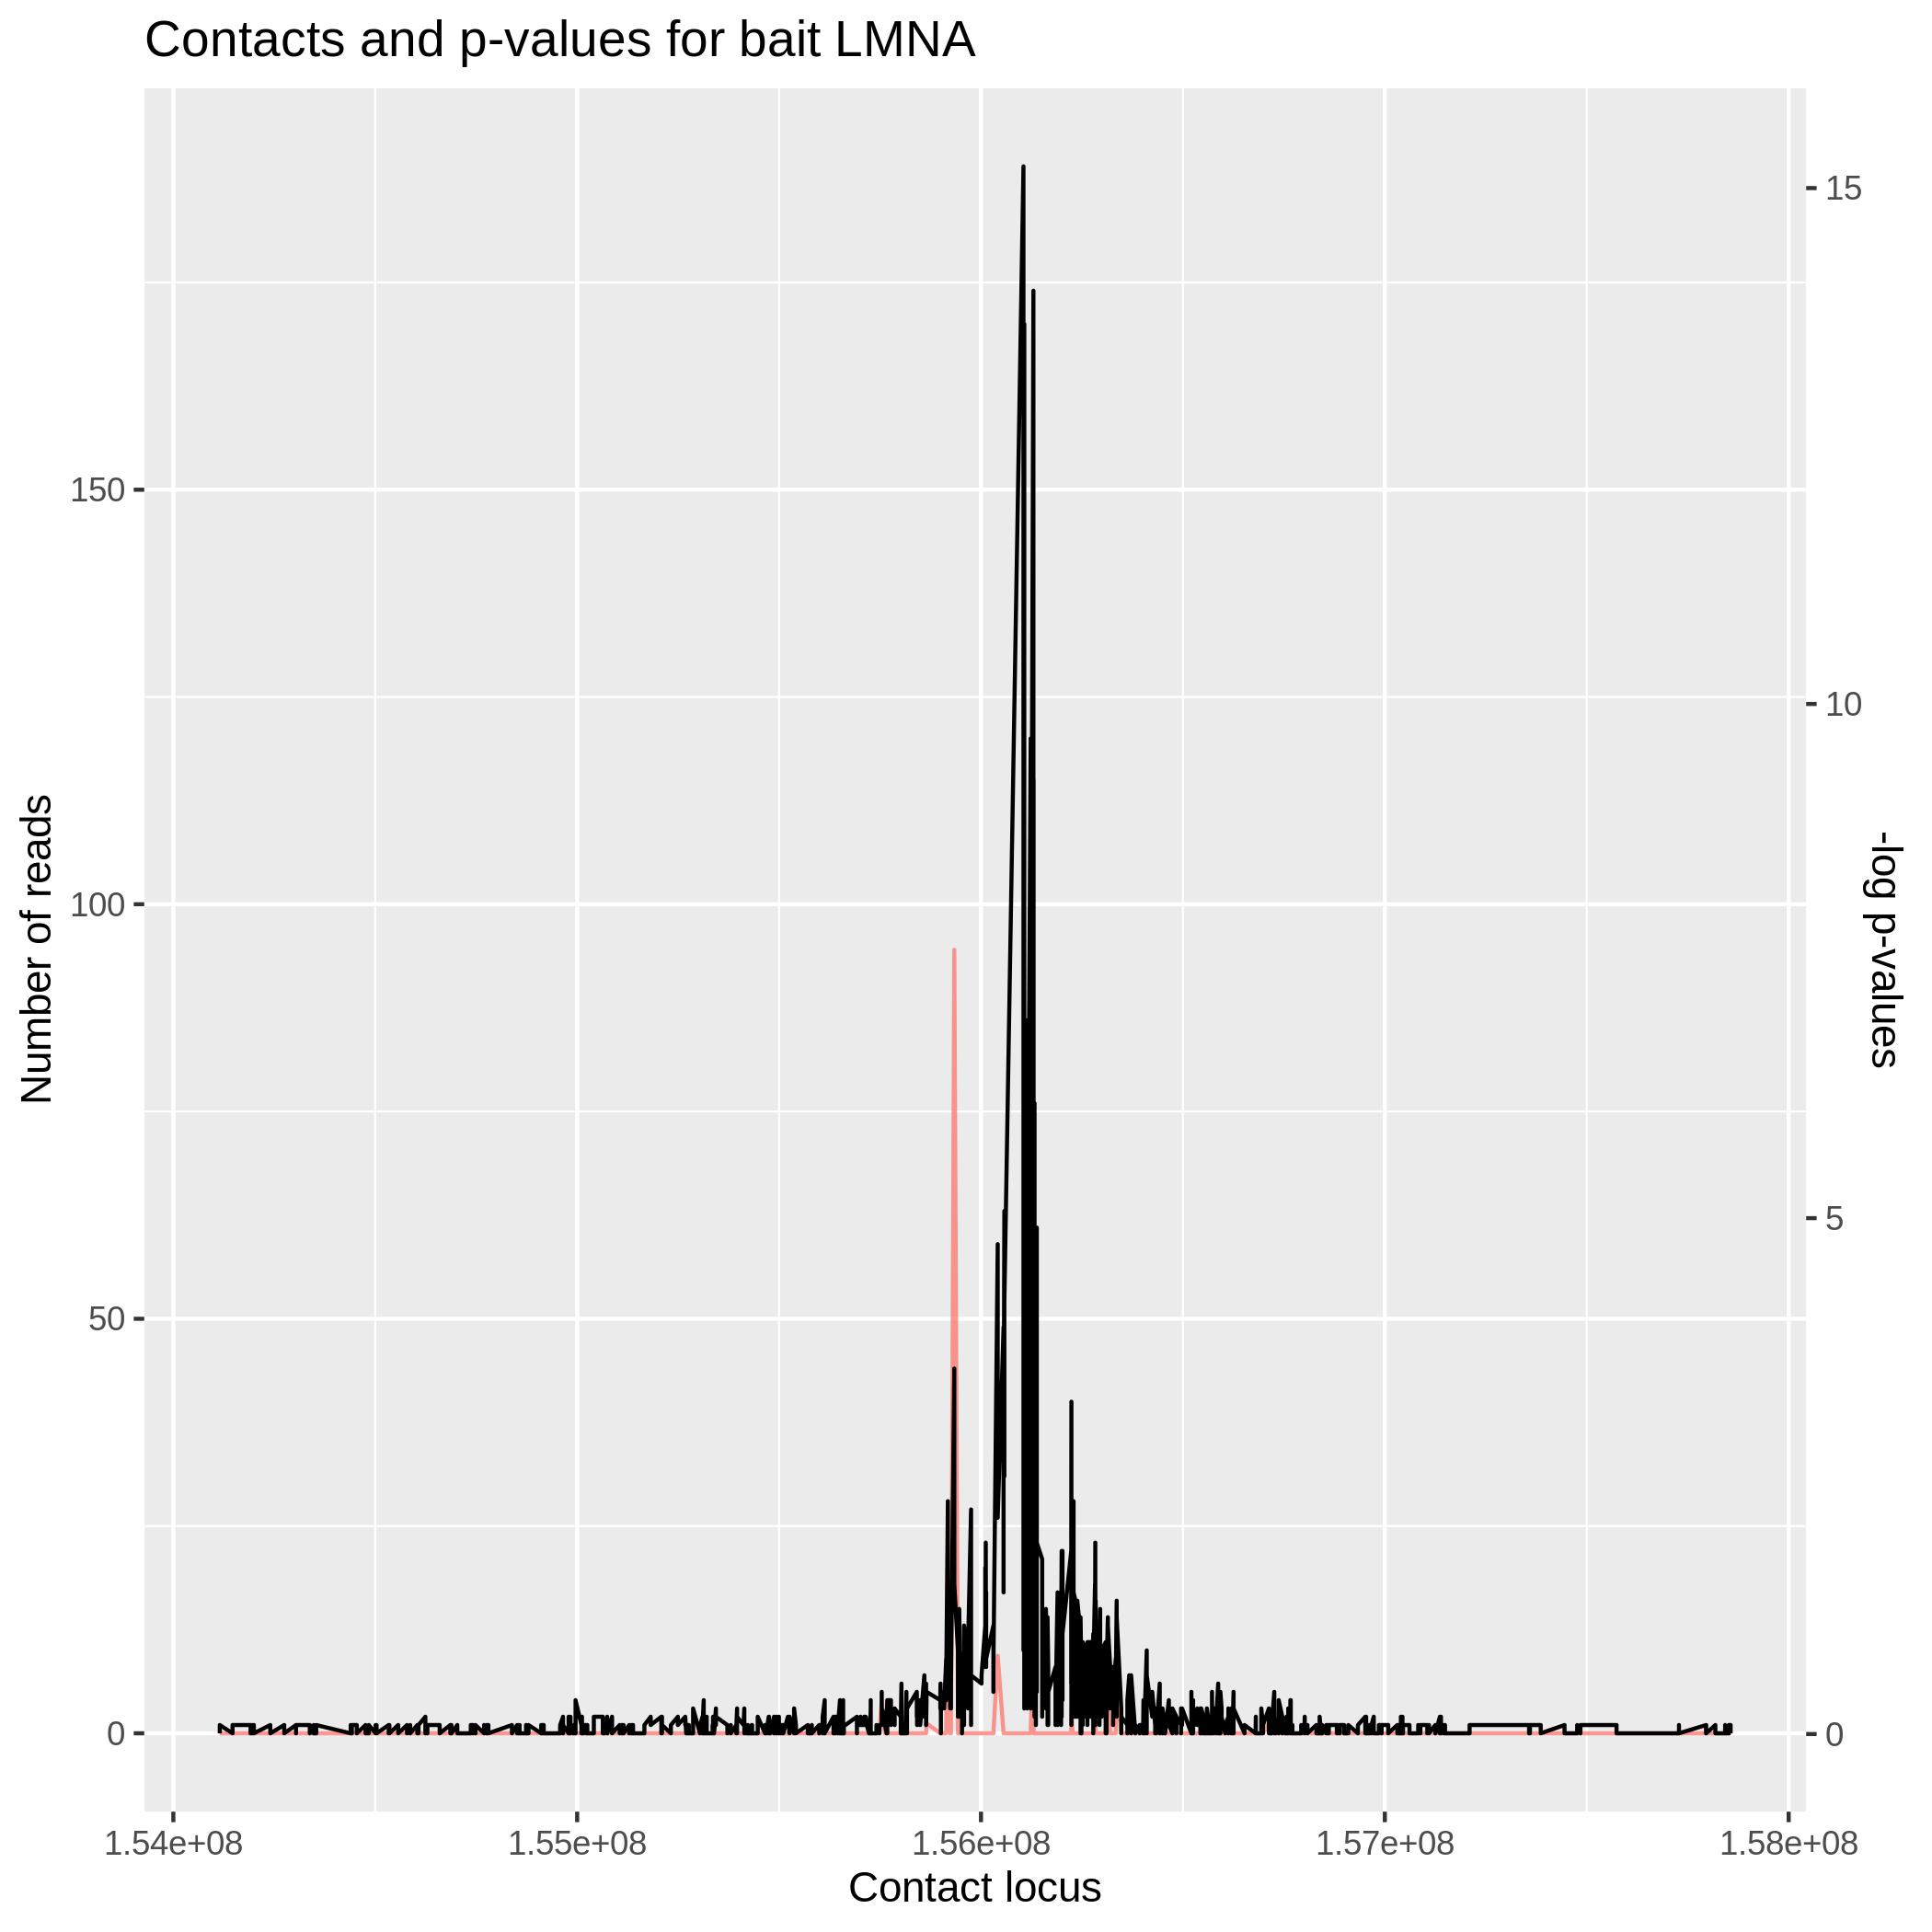 Contacts and p-values for bait LMNA
Number of reads
150
100
50
0
15
10
5
0
-log p-values
1.54e+08
1.55e+08
1.56e+08
1.57e+08
1.58e+08
Contact locus